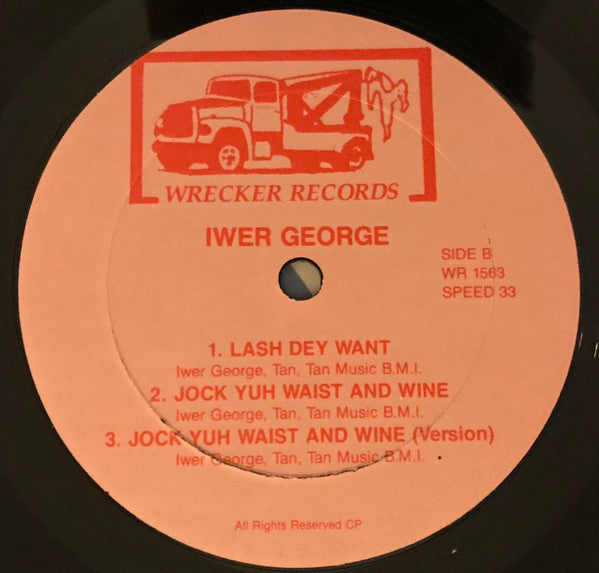 WRECKER RECORDS
IWER GEORGE
SIDE B
WR 1563
SPEED 33
1. LASH DEY WANT
Iwer George, Tan, Tan Music B.M.I.
2. JOCK YUH WAIST AND WINE
Iwer George, Tan, Tan Music B.M.I.
3. JOCK YUH WAIST AND WINE (Version)
Iwer George, Tan, Tan Music B.M.I.
All Rights Reserved CP